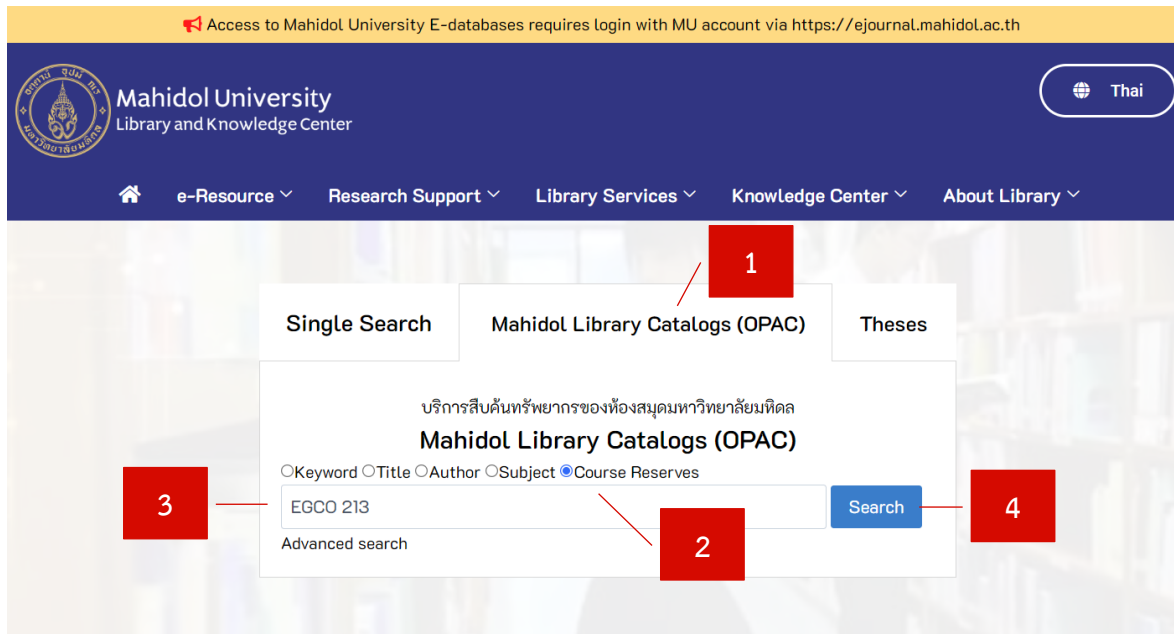 Access to Mahidol University E-databases requires login with MU account via https://ejournal.mahidol.ac.th
Mahidol University
Library and Knowledge Center
Thai
e-Resource
Research Support
Library Services
Knowledge Center
About Library
1
Single Search
Mahidol Library Catalogs (OPAC)
Theses
บริการสืบค้นทรัพยากรของห้องสมุดมหาวิทยาลัยมหิดล
Mahidol Library Catalogs (OPAC)
Keyword Title Author Subject Course Reserves
3
EGCO 213
Search
4
Advanced search
2